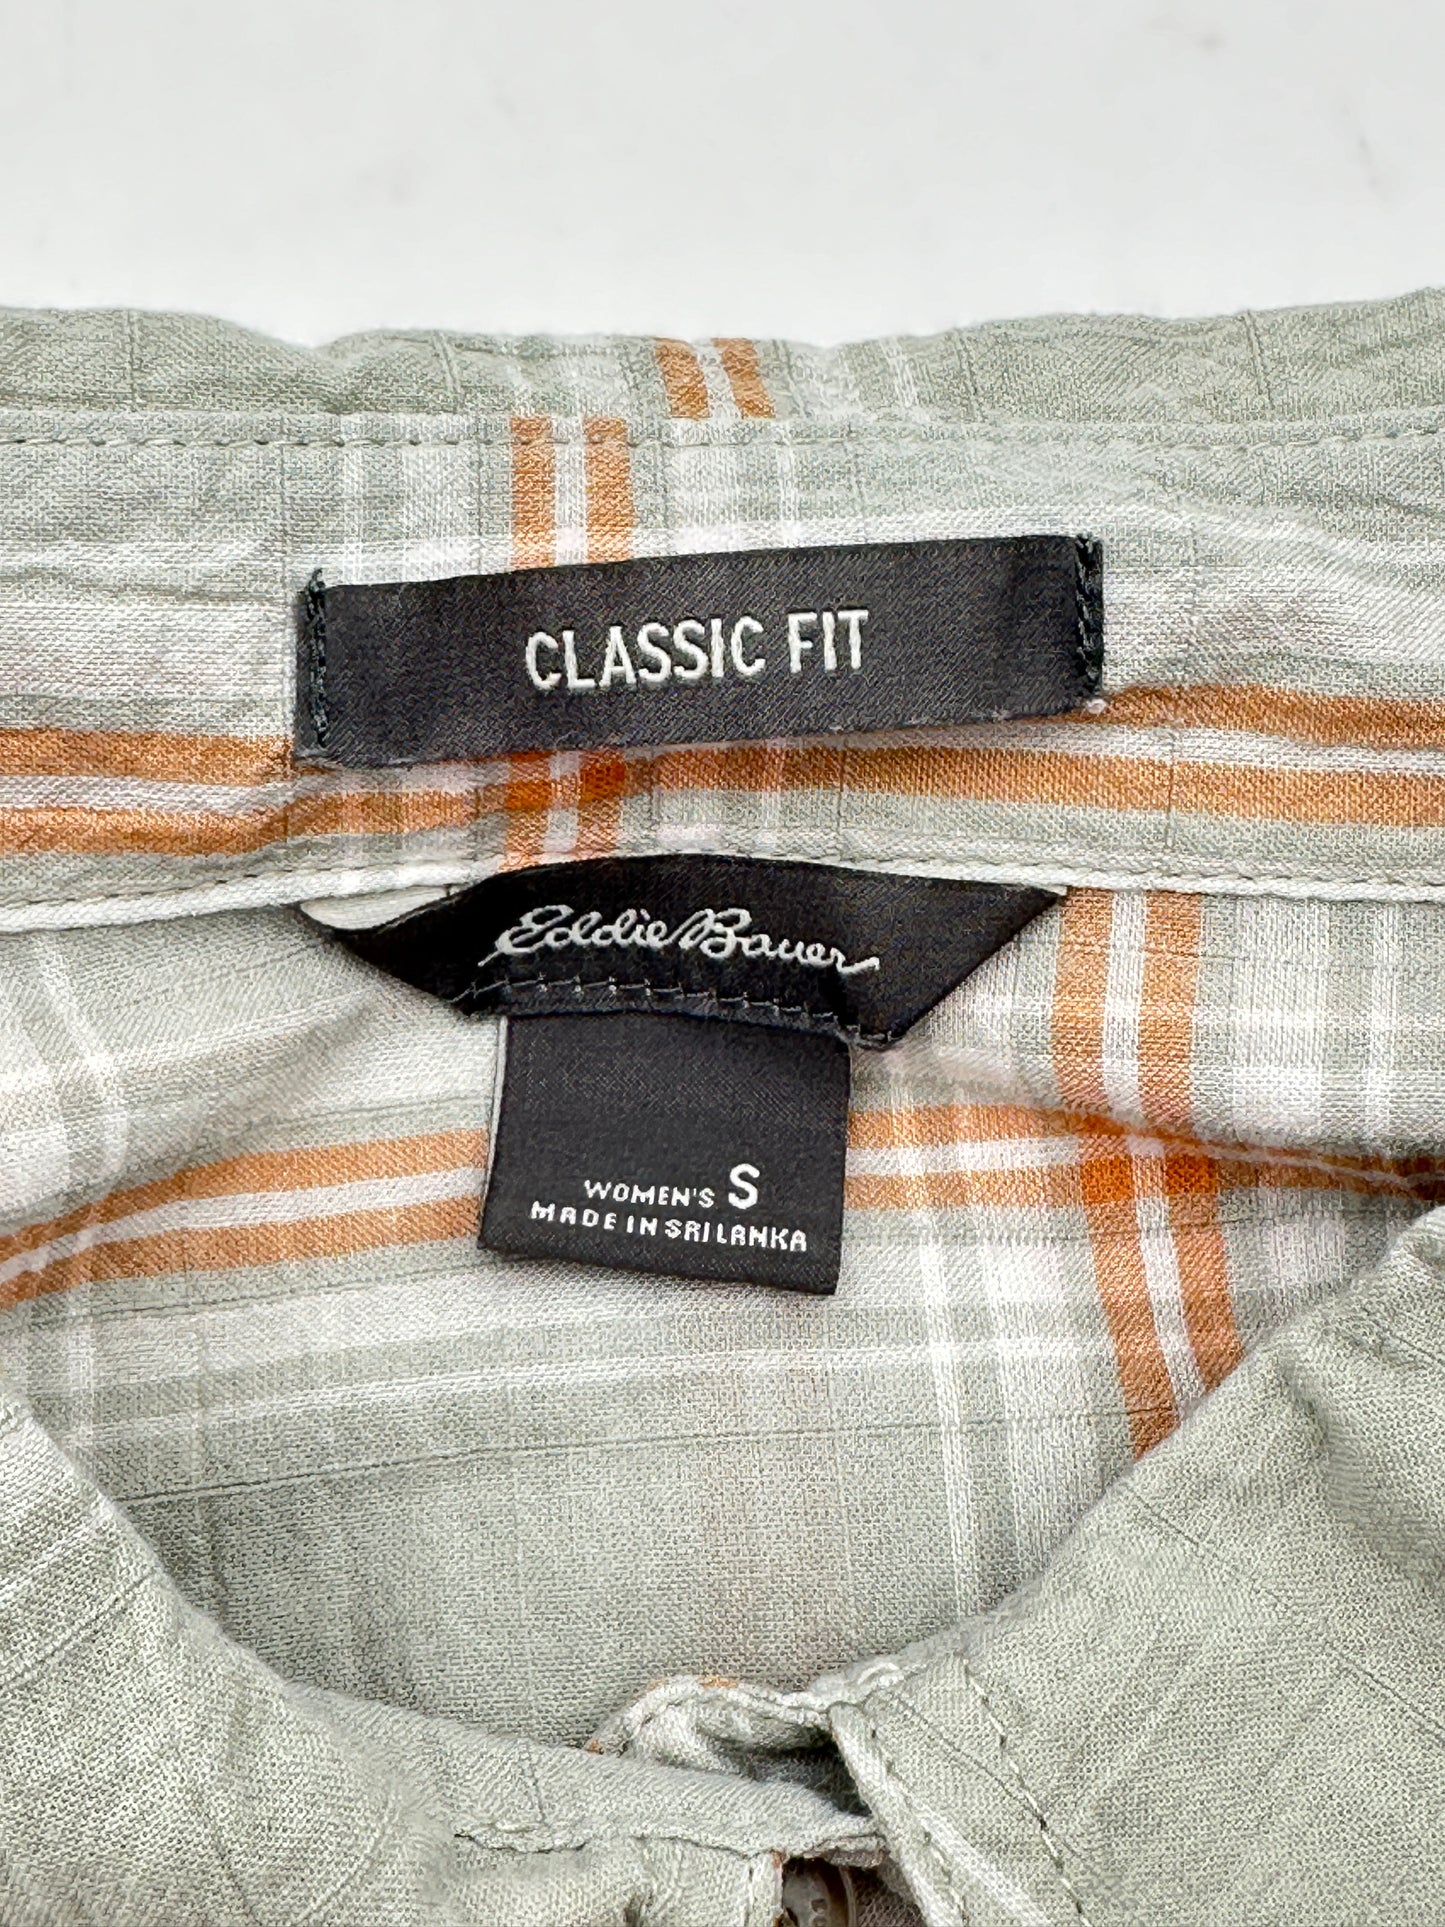 CLASSIC FIT
Eddie Bauer
WOMEN'S S
MADE IN SRI LANKA